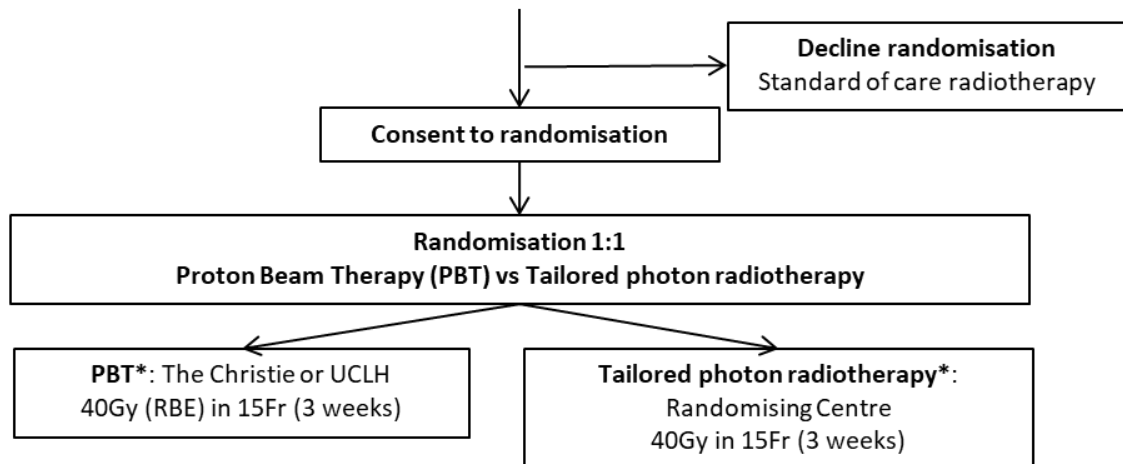 Decline randomisation
Standard of care radiotherapy
Consent to randomisation
Randomisation 1:1
Proton Beam Therapy (PBT) vs Tailored photon radiotherapy
PBT*: The Christie or UCLH
40Gy (RBE) in 15Fr (3 weeks)
Tailored photon radiotherapy*:
Randomising Centre
40Gy in 15Fr (3 weeks)